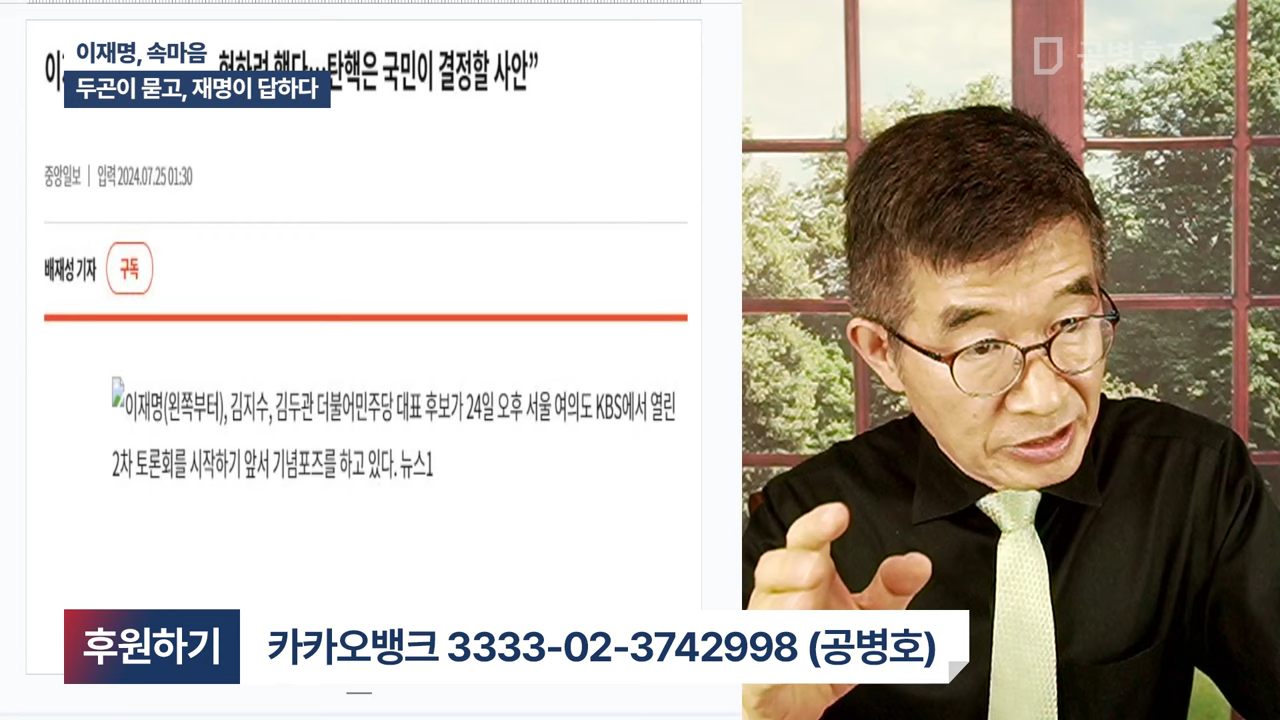 이재명, 속마음
두곤이 묻고, 재명이 답하다
탄핵은 국민이 결정할 사안”
중앙일보 | 입력 2024.07.25 01:30
배재성 기자 구독
이재명(왼쪽부터), 김지수, 김두관 더불어민주당 대표 후보가 24일 오후 서울 여의도 KBS에서 열린
2차 토론회를 시작하기 앞서 기념포즈를 하고 있다. 뉴스1
후원하기 카카오뱅크 3333-02-3742998 (공병호)
공병호